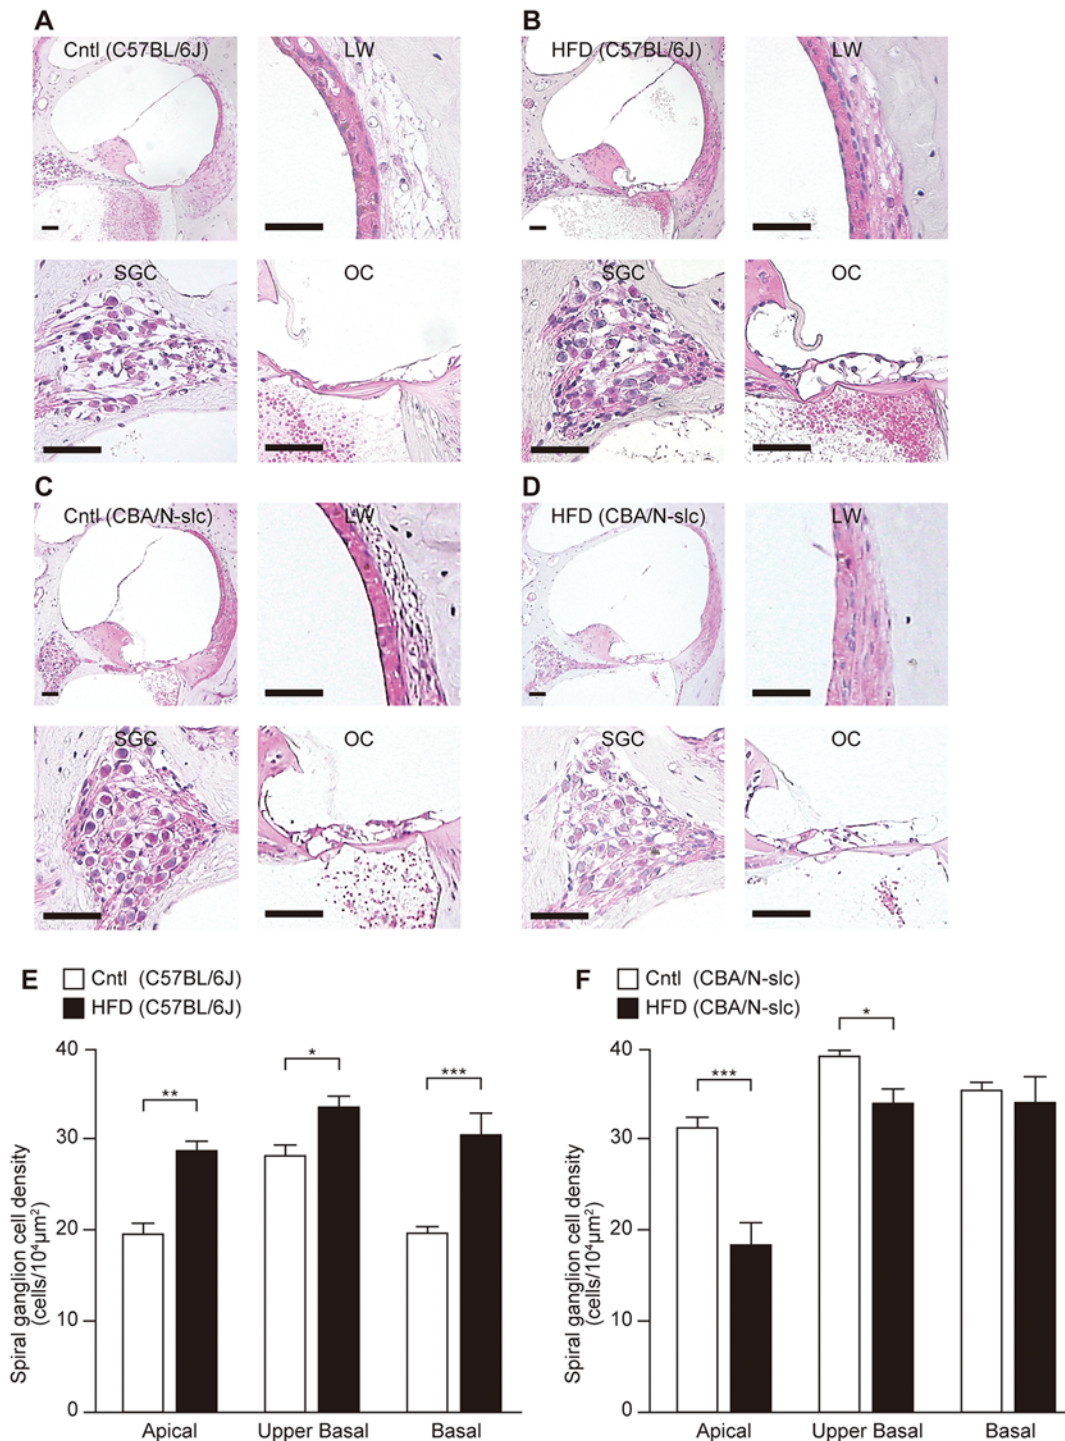 A
Cntl (C57BL/6J)
LW
SGC
OC
B
HFD (C57BL/6J)
LW
SGC
OC
C
Cntl (CBA/N-slc)
LW
SGC
OC
D
HFD (CBA/N-slc)
LW
SGC
OC
E
Cntl (C57BL/6J)
HFD (C57BL/6J)
Spiral ganglion cell density
(cells/10⁴µm²)
40
30
20
10
0
**
*
***
Apical
Upper Basal
Basal
F
Cntl (CBA/N-slc)
HFD (CBA/N-slc)
Spiral ganglion cell density
(cells/10⁴µm²)
40
30
20
10
0
***
*
Apical
Upper Basal
Basal